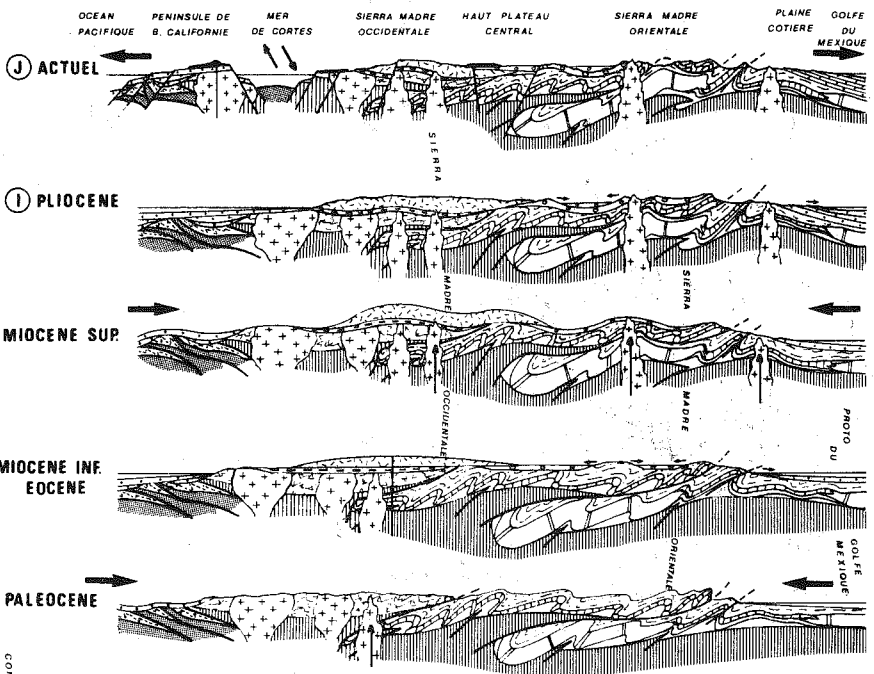 OCEAN
PACIFIQUE
PENINSULE DE
B. CALIFORNIE
MER
DE CORTES
SIERRA MADRE
OCCIDENTALE
HAUT PLATEAU
CENTRAL
SIERRA MADRE
ORIENTALE
PLAINE
COTIERE
GOLFE
DU
MEXIQUE
J ACTUEL
I PLIOCENE
MIOCENE SUP.
MIOCENE INF.
EOCENE
PALEOCENE
SIERRA
MADRE
OCCIDENTALE
SIERRA
MADRE
ORIENTALE
PROTO
DU
GOLFE
MEXIQUE